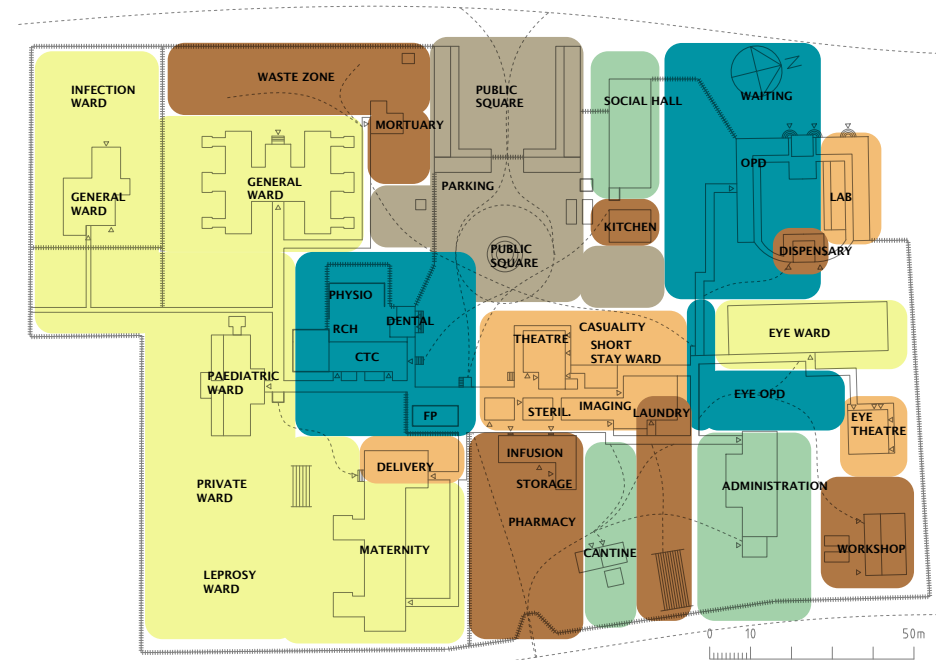 INFECTION
WARD
WASTE ZONE
PUBLIC
SQUARE
SOCIAL HALL
WAITING
N
MORTUARY
GENERAL
WARD
GENERAL
WARD
PARKING
OPD
LAB
KITCHEN
PUBLIC
SQUARE
DISPENSARY
PHYSIO
DENTAL
RCH
CTC
THEATRE
CASUALITY
SHORT
STAY WARD
EYE WARD
PAEDIATRIC
WARD
FP
STERIL.
IMAGING
LAUNDRY
EYE OPD
EYE
THEATRE
DELIVERY
INFUSION
STORAGE
PRIVATE
WARD
ADMINISTRATION
PHARMACY
MATERNITY
CANTINE
WORKSHOP
LEPROSY
WARD
0 10 50m